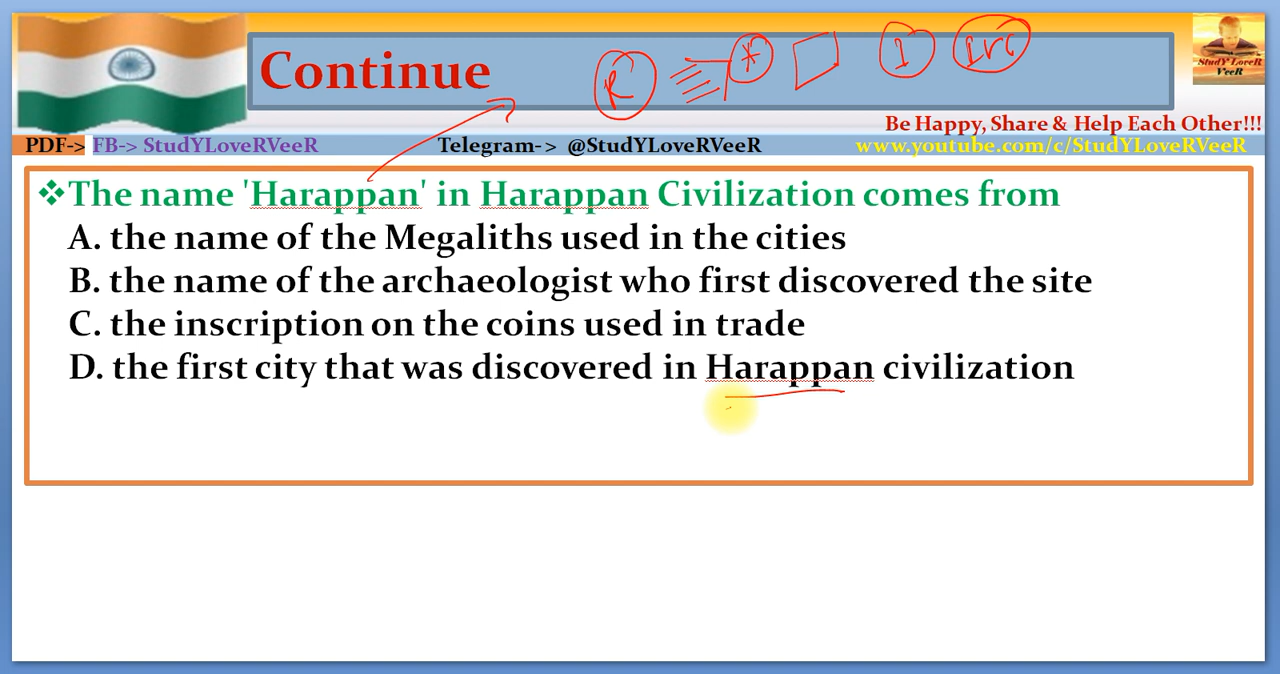 Continue
R
I
StudY LoveR
VeeR
Be Happy, Share & Help Each Other!!!
PDF-> FB-> StudYLoveRVeeR Telegram-> @StudYLoveRVeeR www.youtube.com/c/StudYLoveRVeeR
❖The name 'Harappan' in Harappan Civilization comes from
A. the name of the Megaliths used in the cities
B. the name of the archaeologist who first discovered the site
C. the inscription on the coins used in trade
D. the first city that was discovered in Harappan civilization